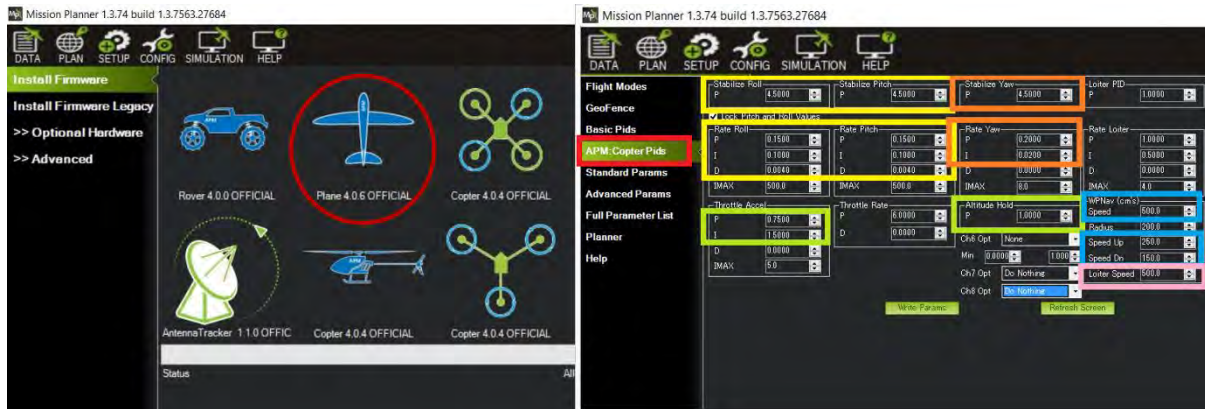 Mission Planner 1.3.74 build 1.3.7563.27684
DATA PLAN SETUP CONFIG SIMULATION HELP
Install Firmware
Install Firmware Legacy
>> Optional Hardware
>> Advanced
Rover 4.0.0 OFFICIAL
Plane 4.0.6 OFFICIAL
Copter 4.0.4 OFFICIAL
AntennaTracker 1.1.0 OFFIC
Copter 4.0.4 OFFICIAL
Copter 4.0.4 OFFICIAL
Status
Mission Planner 1.3.74 build 1.3.7563.27684
DATA PLAN SETUP CONFIG SIMULATION HELP
Flight Modes
GeoFence
Basic Pids
APM:Copter Pids
Standard Params
Advanced Params
Full Parameter List
Planner
Help
Stabilize Roll
P 4.5000
Stabilize Pitch
P 4.5000
Stabilize Yaw
P 4.5000
Loiter PID
P 1.0000
Lock Pitch and Roll Values
Rate Roll
P 0.1500
I 0.1000
D 0.0040
IMAX 500.0
Rate Pitch
P 0.1500
I 0.1000
D 0.0040
IMAX 500.0
Rate Yaw
P 0.2000
I 0.0200
D 0.0000
IMAX 8.0
Rate Loiter
P 1.0000
I 0.5000
D 0.0000
IMAX 4.0
Throttle Accel
P 0.7500
I 1.5000
D 0.0000
IMAX 5.0
Throttle Rate
P 6.0000
D 0.0000
Altitude Hold
P 1.0000
WPNav (cm/s)
Speed 500.0
Radius 200.0
Speed Up 250.0
Speed Dn 150.0
Loiter Speed 500.0
Ch6 Opt None
Min 0.0000 1.000
Ch7 Opt Do Nothing
Ch8 Opt Do Nothing
Write Params
Refresh Screen